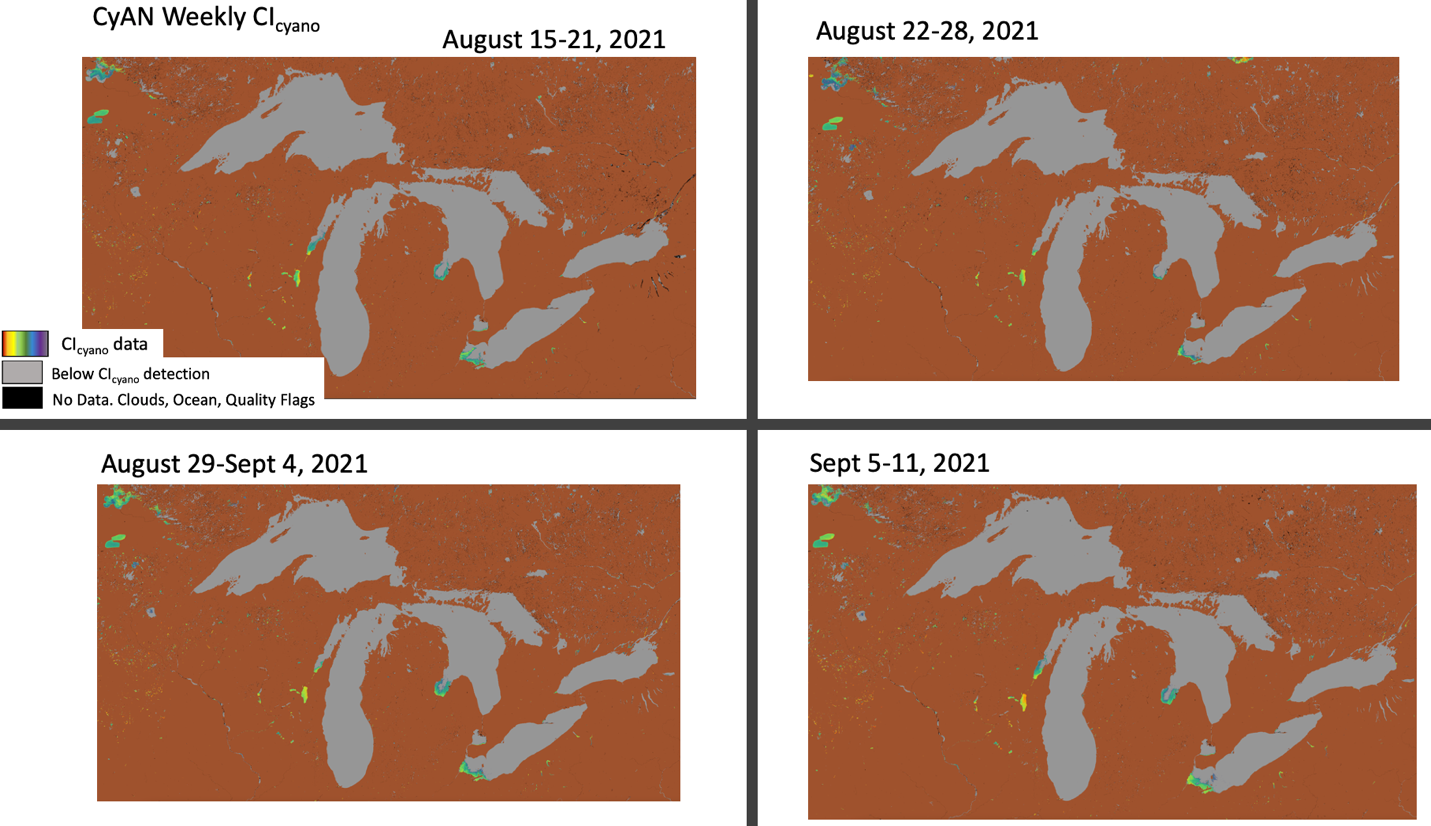 CyAN Weekly CIcyano
August 15-21, 2021
August 22-28, 2021
CIcyano data
Below CIcyano detection
No Data. Clouds, Ocean, Quality Flags
August 29-Sept 4, 2021
Sept 5-11, 2021